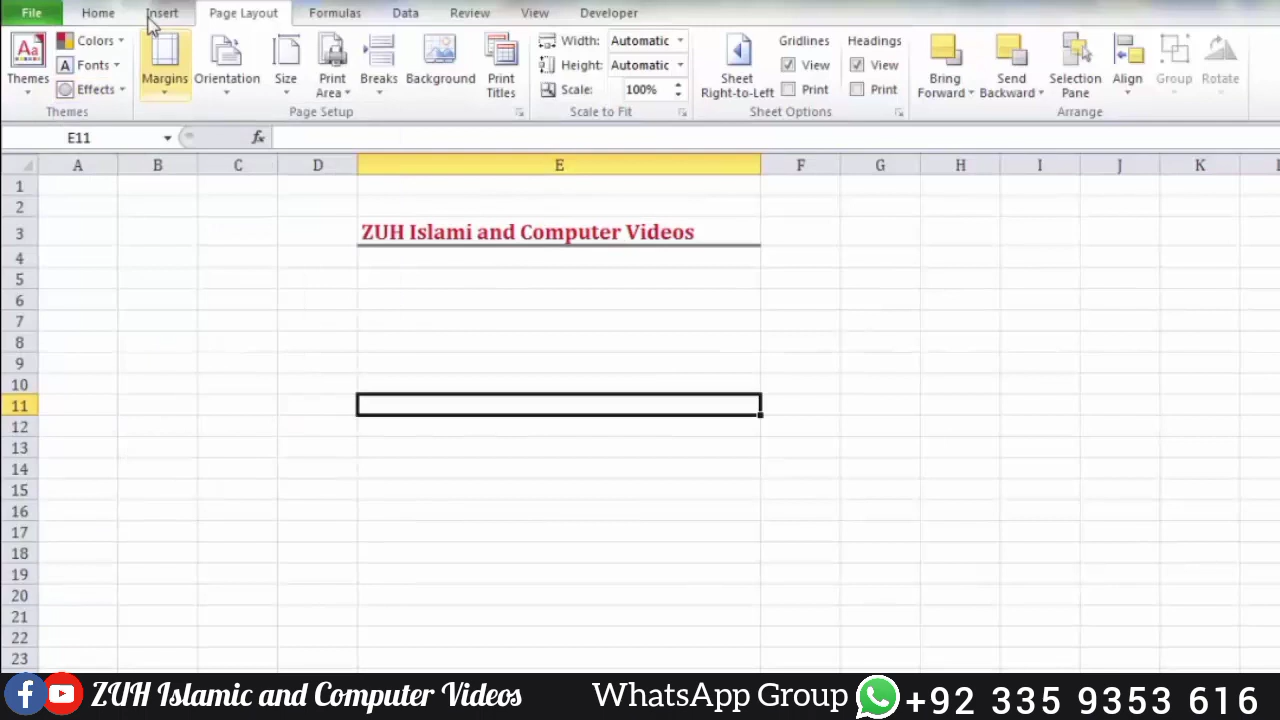 File Home Insert Page Layout Formulas Data Review View Developer
Colors Width: Automatic Gridlines Headings
Fonts Height: Automatic View View
Themes Margins Orientation Size Print Area Breaks Background Print Titles Sheet Right-to-Left Bring Forward Send Backward Selection Pane Align Group Rotate
Effects Scale: 100% Print Print
Themes Page Setup Scale to Fit Sheet Options Arrange
E11 fx
A B C D E F G H I J K
1
2
3 ZUH Islami and Computer Videos
4
5
6
7
8
9
10
11
12
13
14
15
16
17
18
19
20
21
22
23
ZUH Islamic and Computer Videos WhatsApp Group +92 335 9353 616